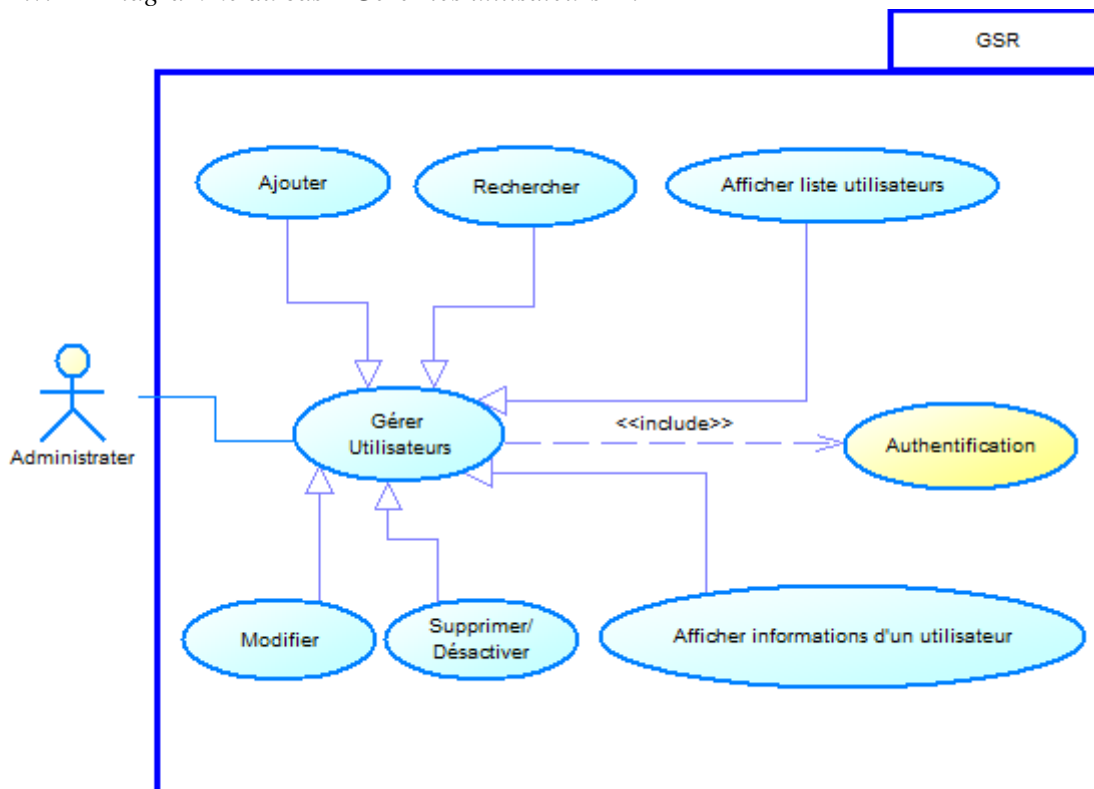 GSR
Ajouter
Rechercher
Afficher liste utilisateurs
Gérer
Utilisateurs
<<include>>
Authentification
Administrater
Modifier
Supprimer/
Désactiver
Afficher informations d'un utilisateur